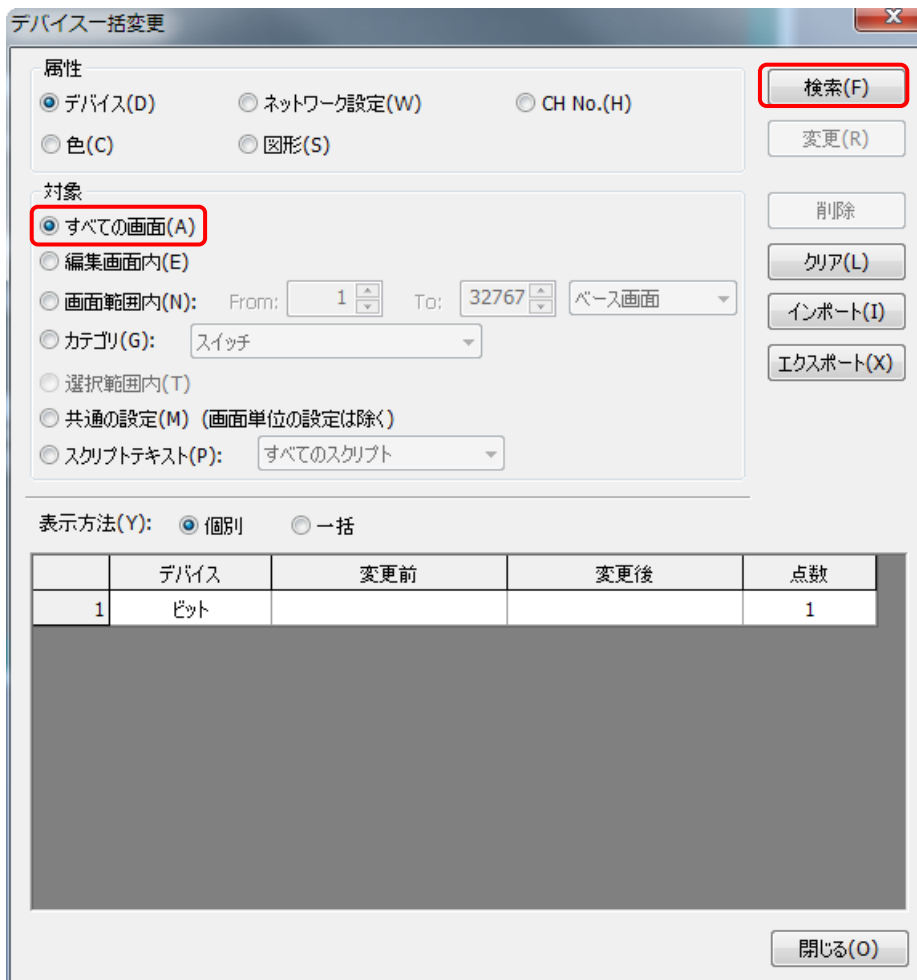 デバイス一括変更
属性
デバイス(D) ネットワーク設定(W) CH No.(H)
色(C) 図形(S)
検索(F)
変更(R)
対象
すべての画面(A)
編集画面内(E)
画面範囲内(N): From: 1 To: 32767 ベース画面
カテゴリ(G): スイッチ
選択範囲内(T)
共通の設定(M) (画面単位の設定は除く)
スクリプトテキスト(P): すべてのスクリプト
削除
クリア(L)
インポート(I)
エクスポート(X)
表示方法(Y): 個別 一括
デバイス 変更前 変更後 点数
1 ビット 1
閉じる(O)